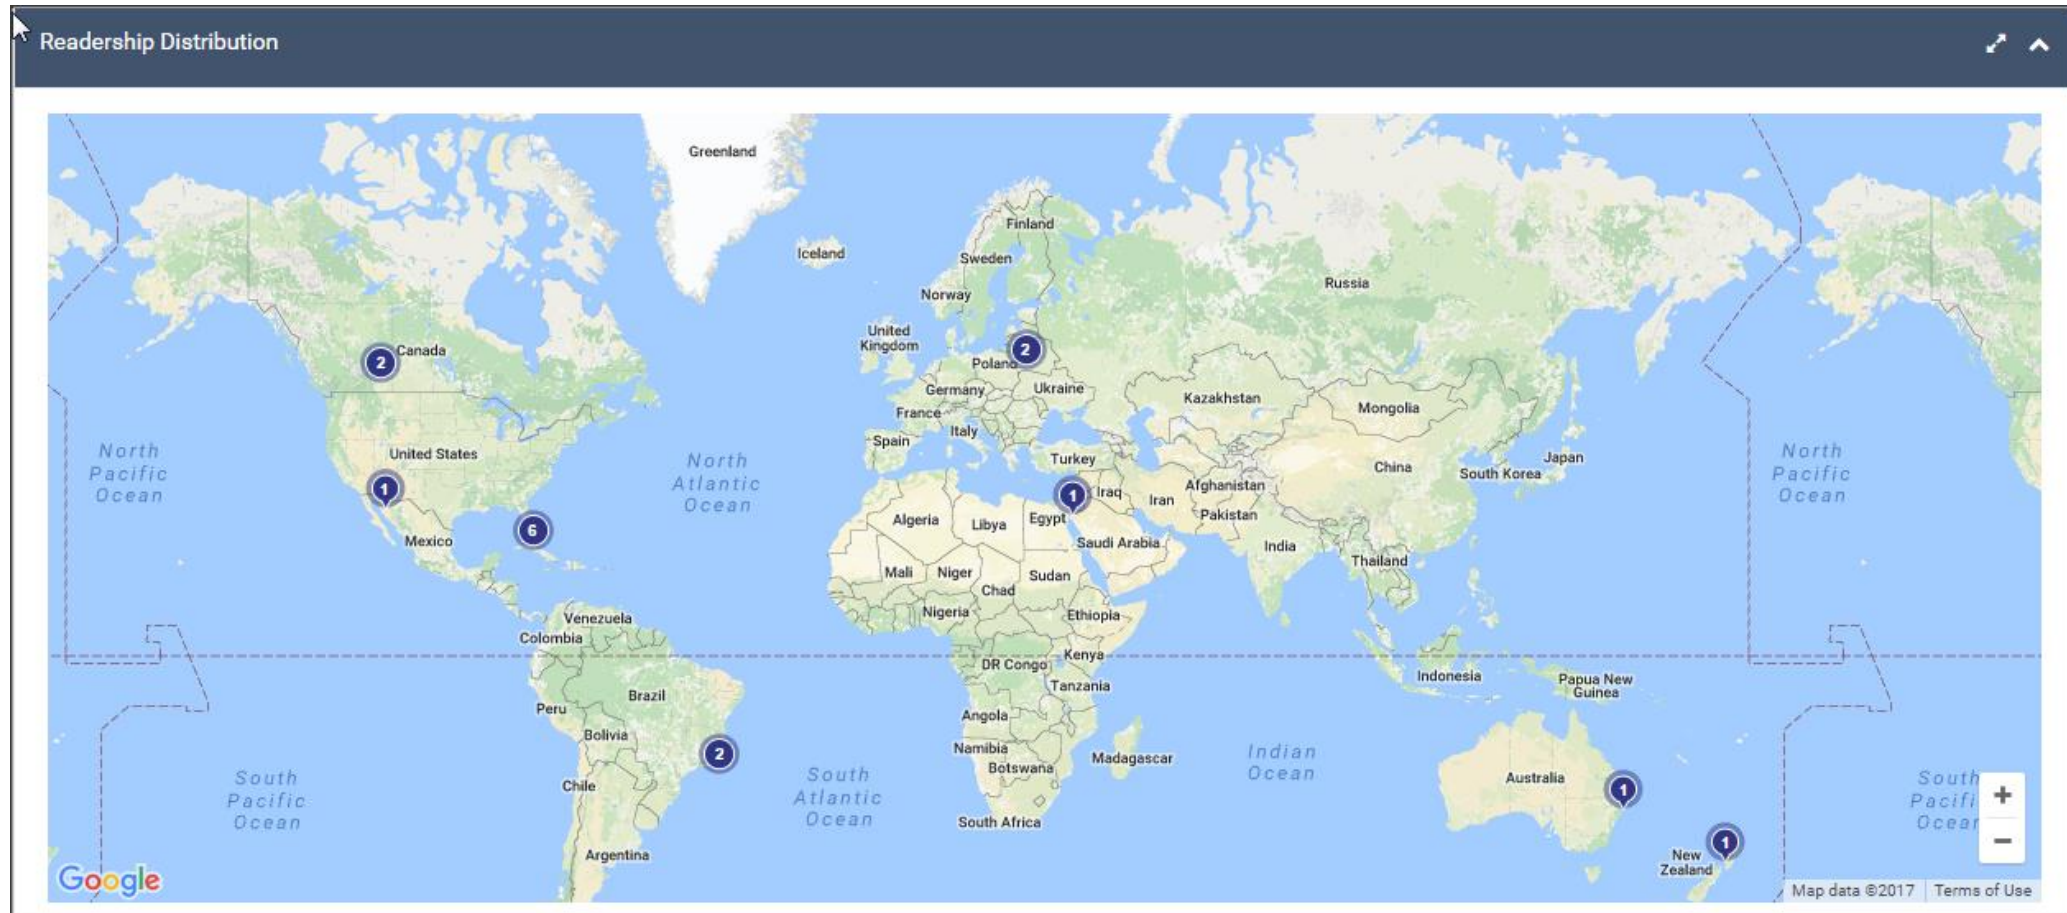 Readership Distribution
Greenland
Iceland
Finland
Sweden
Norway
Russia
United
Kingdom
2
Canada
2
Poland
Germany
Ukraine
Kazakhstan
Mongolia
France
Italy
Spain
United States
Turkey
China
South Korea
Japan
North
Pacific
Ocean
North
Atlantic
Ocean
North
Pacific
Ocean
1
6
Mexico
1
Iraq
Iran
Afghanistan
Pakistan
Algeria
Libya
Egypt
Saudi Arabia
India
Thailand
Mali
Niger
Chad
Sudan
Nigeria
Ethiopia
Venezuela
Colombia
DR Congo
Kenya
Tanzania
Indonesia
Papua New
Guinea
Brazil
Peru
Bolivia
2
Angola
Namibia
Botswana
Madagascar
Indian
Ocean
Australia
1
South
Pacific
Ocean
Chile
South
Atlantic
Ocean
South Africa
South
Pacifi
Ocear
+
−
Argentina
1
New
Zealand
Google
Map data ©2017
Terms of Use